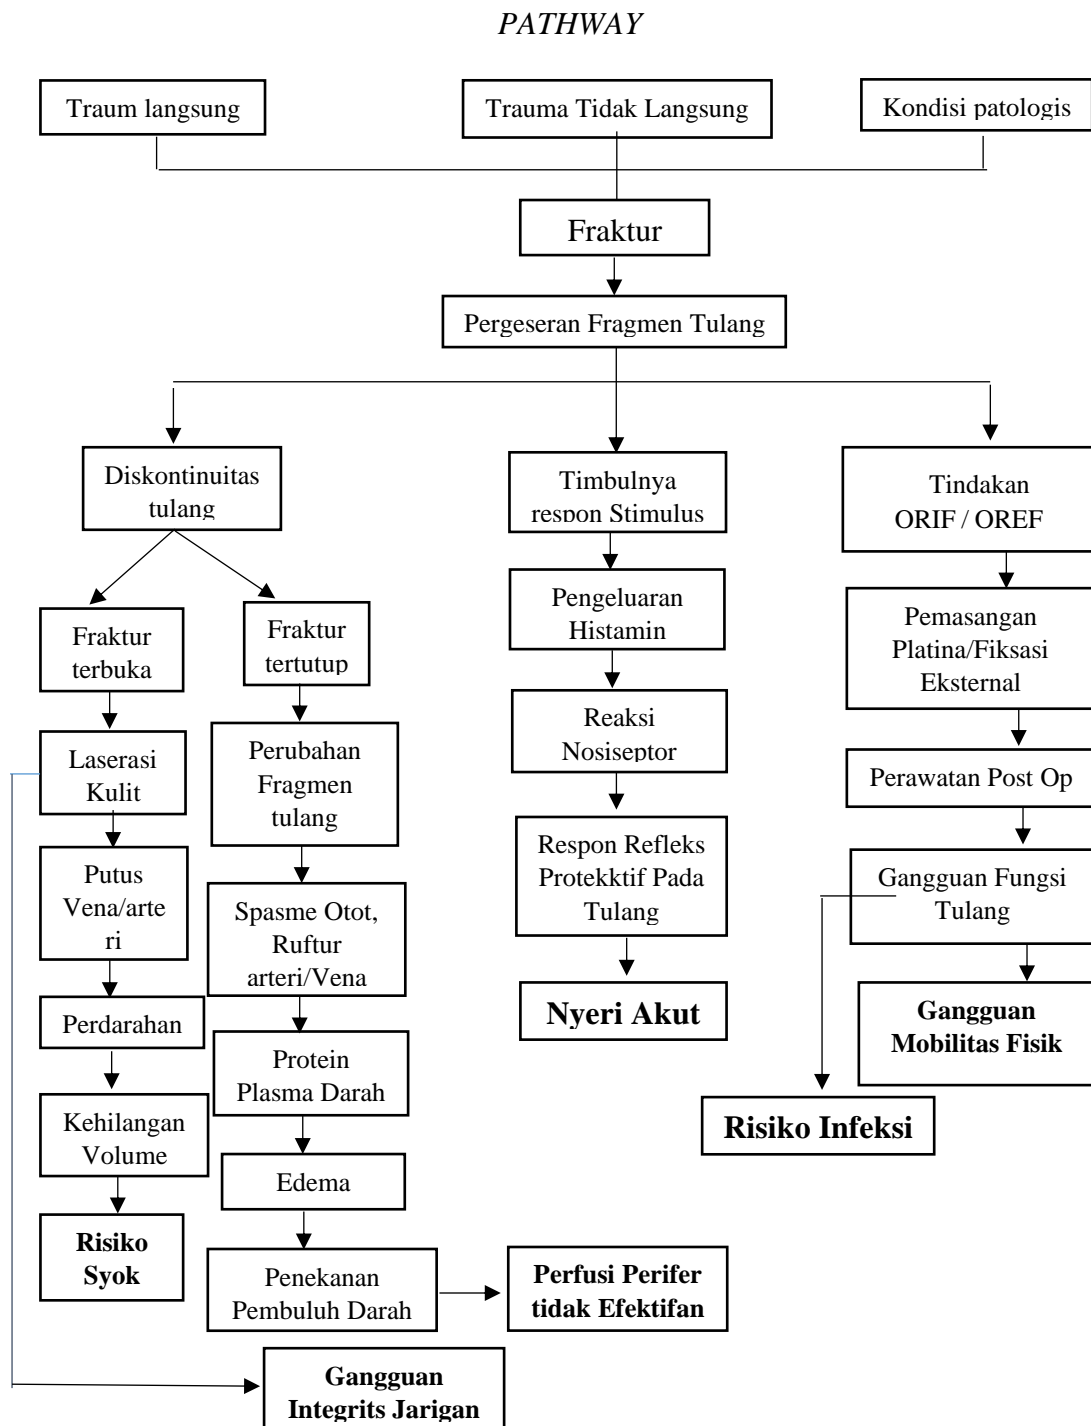 PATHWAY
Traum langsung
Trauma Tidak Langsung
Kondisi patologis
Fraktur
Pergeseran Fragmen Tulang
Diskontinuitas
tulang
Timbulnya
respon Stimulus
Tindakan
ORIF / OREF
Fraktur
terbuka
Fraktur
tertutup
Pengeluaran
Histamin
Pemasangan
Platina/Fiksasi
Eksternal
Laserasi
Kulit
Perubahan
Fragmen
tulang
Reaksi
Nosiseptor
Perawatan Post Op
Putus
Vena/arte
ri
Spasme Otot,
Ruftur
arteri/Vena
Respon Refleks
Protekktif Pada
Tulang
Gangguan Fungsi
Tulang
Perdarahan
Protein
Plasma Darah
Nyeri Akut
Gangguan
Mobilitas Fisik
Kehilangan
Volume
Edema
Risiko Infeksi
Risiko
Syok
Penekanan
Pembuluh Darah
Perfusi Perifer
tidak Efektifan
Gangguan
Integrits Jarigan